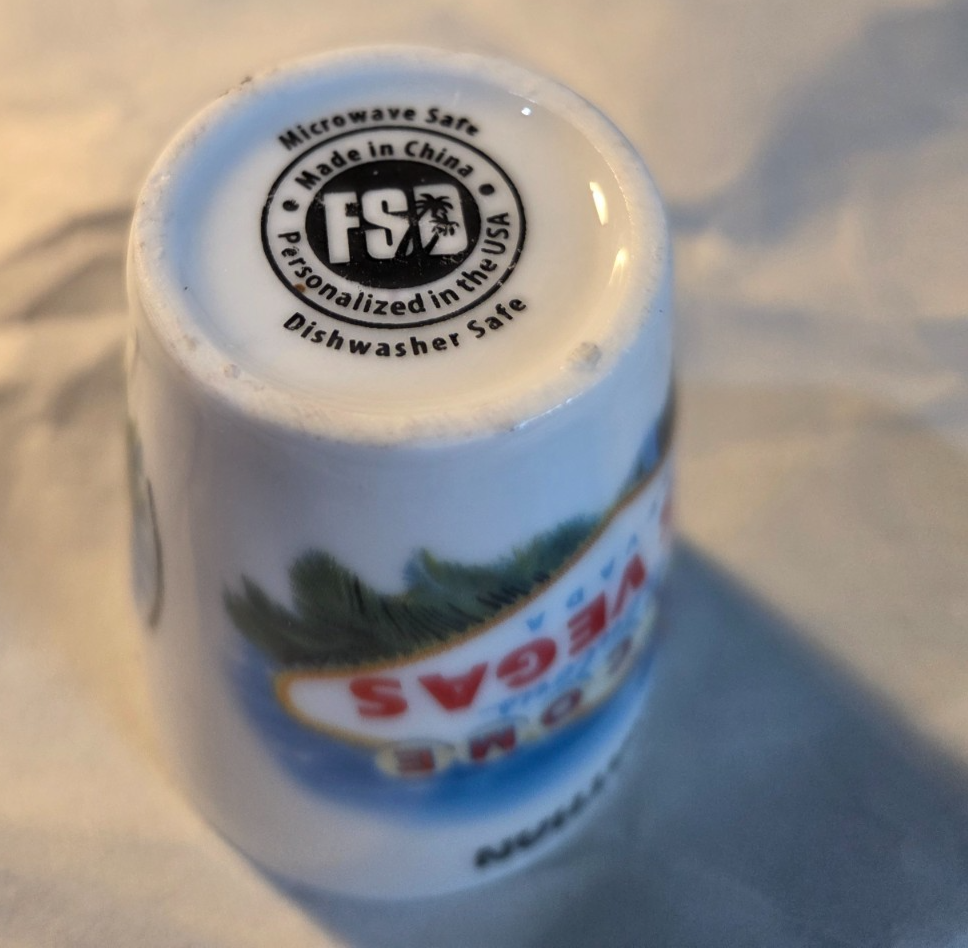 Microwave Safe
Made in China
FSD
Personalized in the USA
Dishwasher Safe
VEGAS